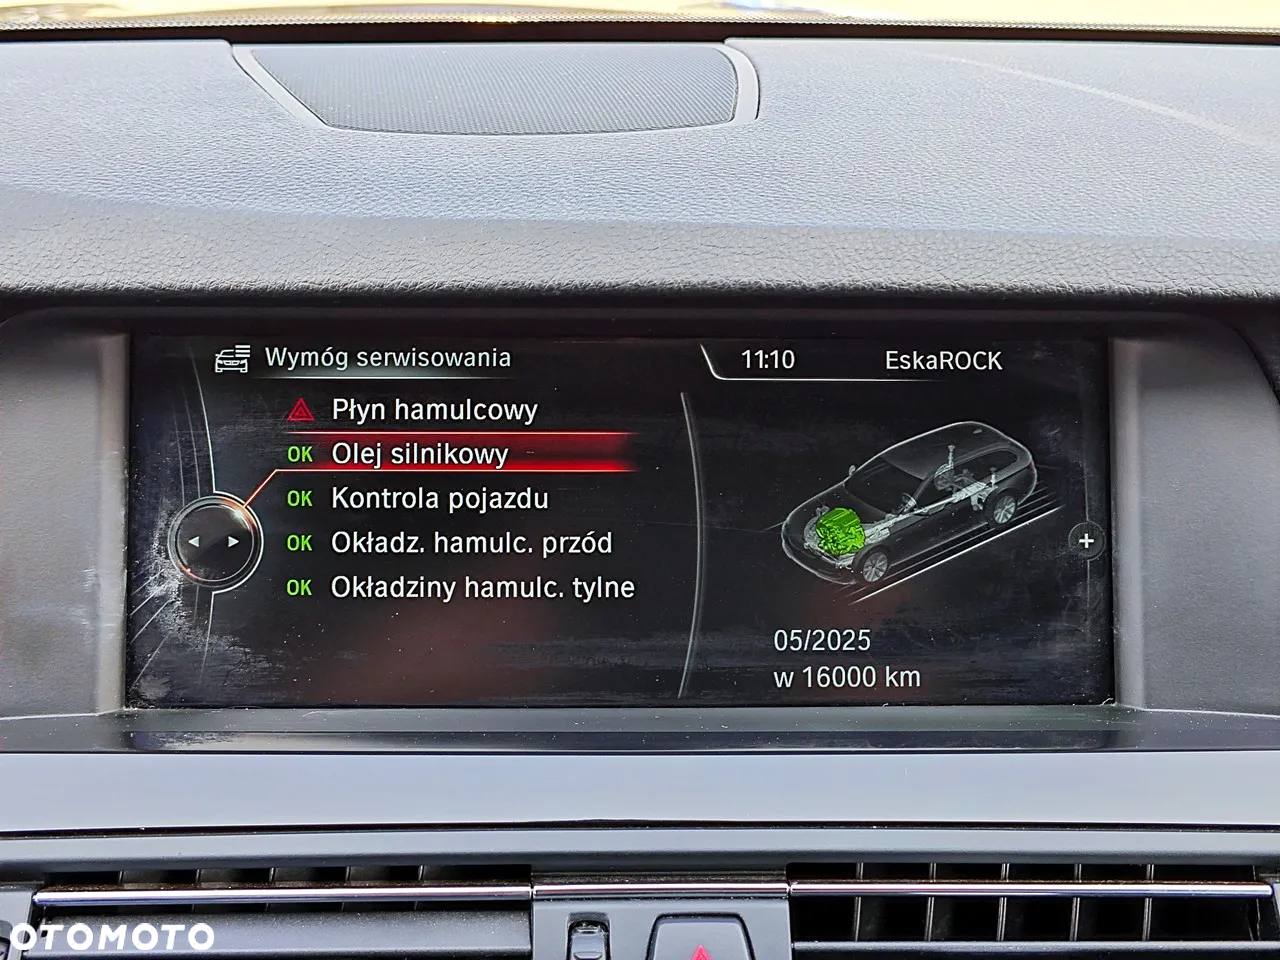 Wymóg serwisowania
11:10
EskaROCK
Płyn hamulcowy
OK Olej silnikowy
OK Kontrola pojazdu
OK Okładz. hamulc. przód
OK Okładziny hamulc. tylne
+
05/2025
w 16000 km
OTOMOTO